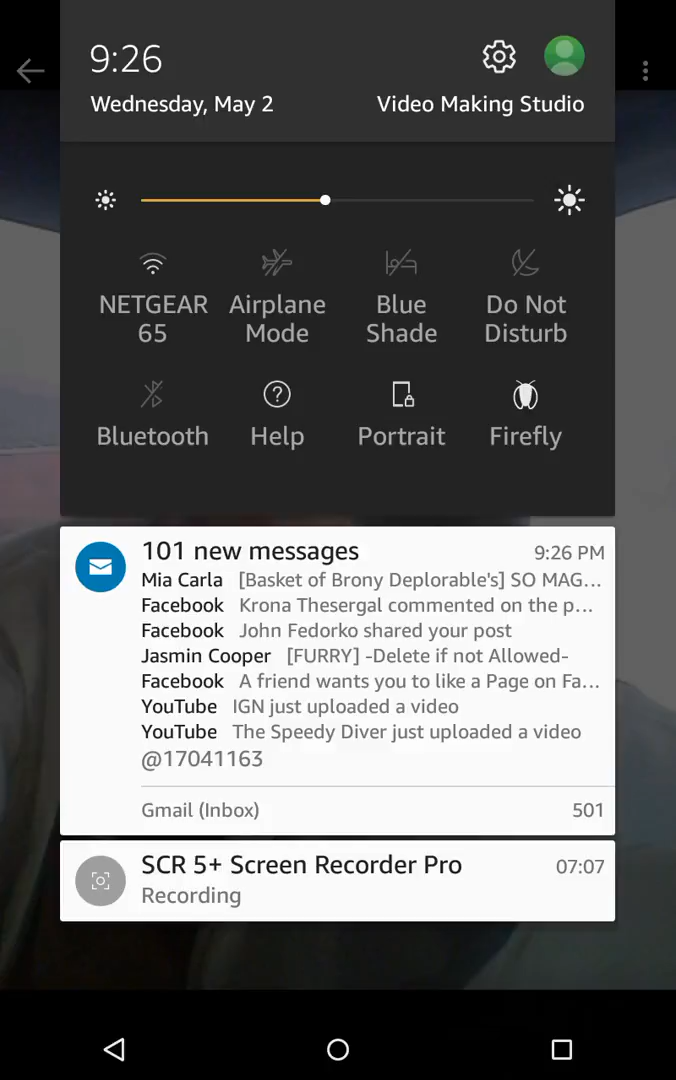 9:26
Wednesday, May 2
Video Making Studio
NETGEAR 65
Airplane Mode
Blue Shade
Do Not Disturb
Bluetooth
Help
Portrait
Firefly
101 new messages 9:26 PM
Mia Carla [Basket of Brony Deplorable's] SO MAG...
Facebook Krona Thesergal commented on the p...
Facebook John Fedorko shared your post
Jasmin Cooper [FURRY] -Delete if not Allowed-
Facebook A friend wants you to like a Page on Fa...
YouTube IGN just uploaded a video
YouTube The Speedy Diver just uploaded a video
@17041163
Gmail (Inbox) 501
SCR 5+ Screen Recorder Pro 07:07
Recording